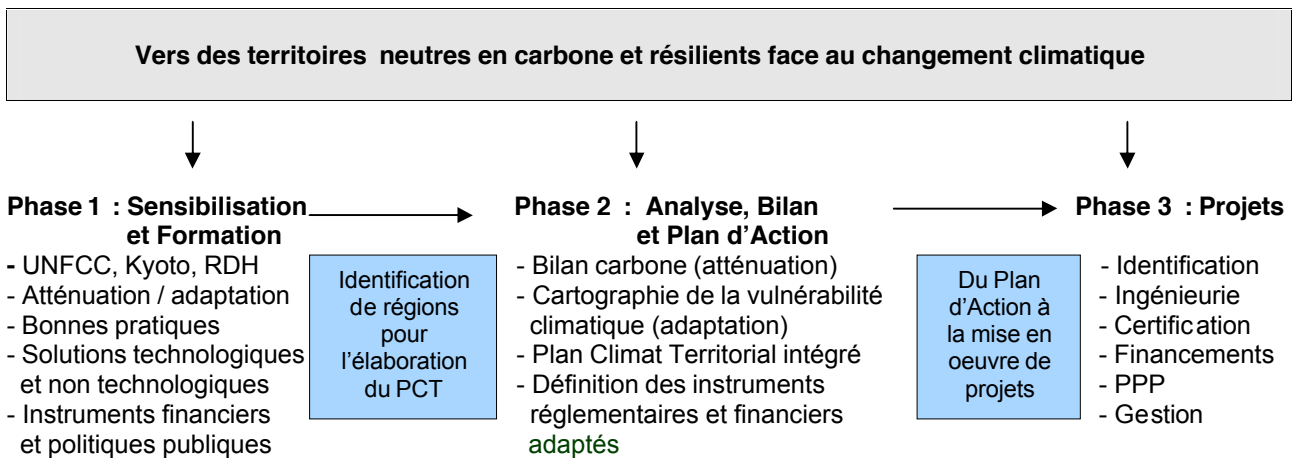 Vers des territoires neutres en carbone et résilients face au changement climatique
Phase 1 : Sensibilisation
et Formation
- UNFCC, Kyoto, RDH
- Atténuation / adaptation
- Bonnes pratiques
- Solutions technologiques
et non technologiques
- Instruments financiers
et politiques publiques
Identification
de régions
pour
l'élaboration
du PCT
Phase 2 : Analyse, Bilan
et Plan d'Action
- Bilan carbone (atténuation)
- Cartographie de la vulnérabilité
climatique (adaptation)
- Plan Climat Territorial intégré
- Définition des instruments
réglementaires et financiers
adaptés
Du Plan
d'Action à
la mise en
oeuvre de
projets
Phase 3 : Projets
- Identification
- Ingénieurie
- Certification
- Financements
- PPP
- Gestion